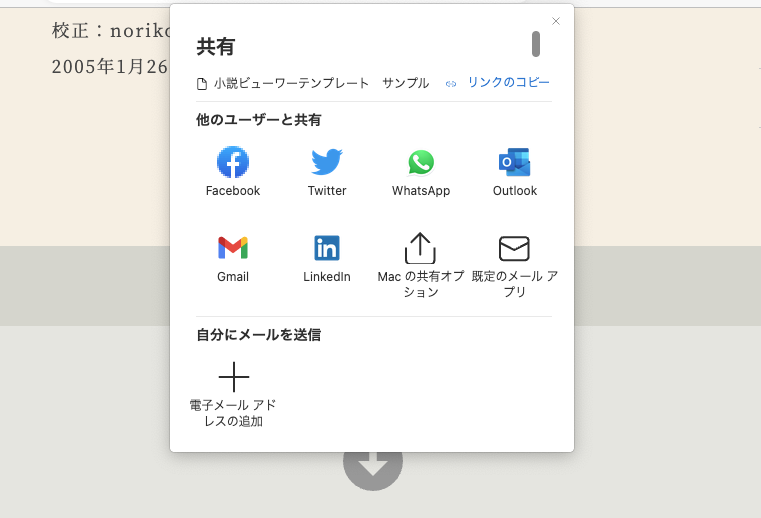 校正：noriko
2005年1月26
共有
小説ビューワーテンプレート　サンプル
リンクのコピー
他のユーザーと共有
Facebook
Twitter
WhatsApp
Outlook
Gmail
LinkedIn
Mac の共有オプ
ション
既定のメール ア
プリ
自分にメールを送信
電子メール アド
レスの追加